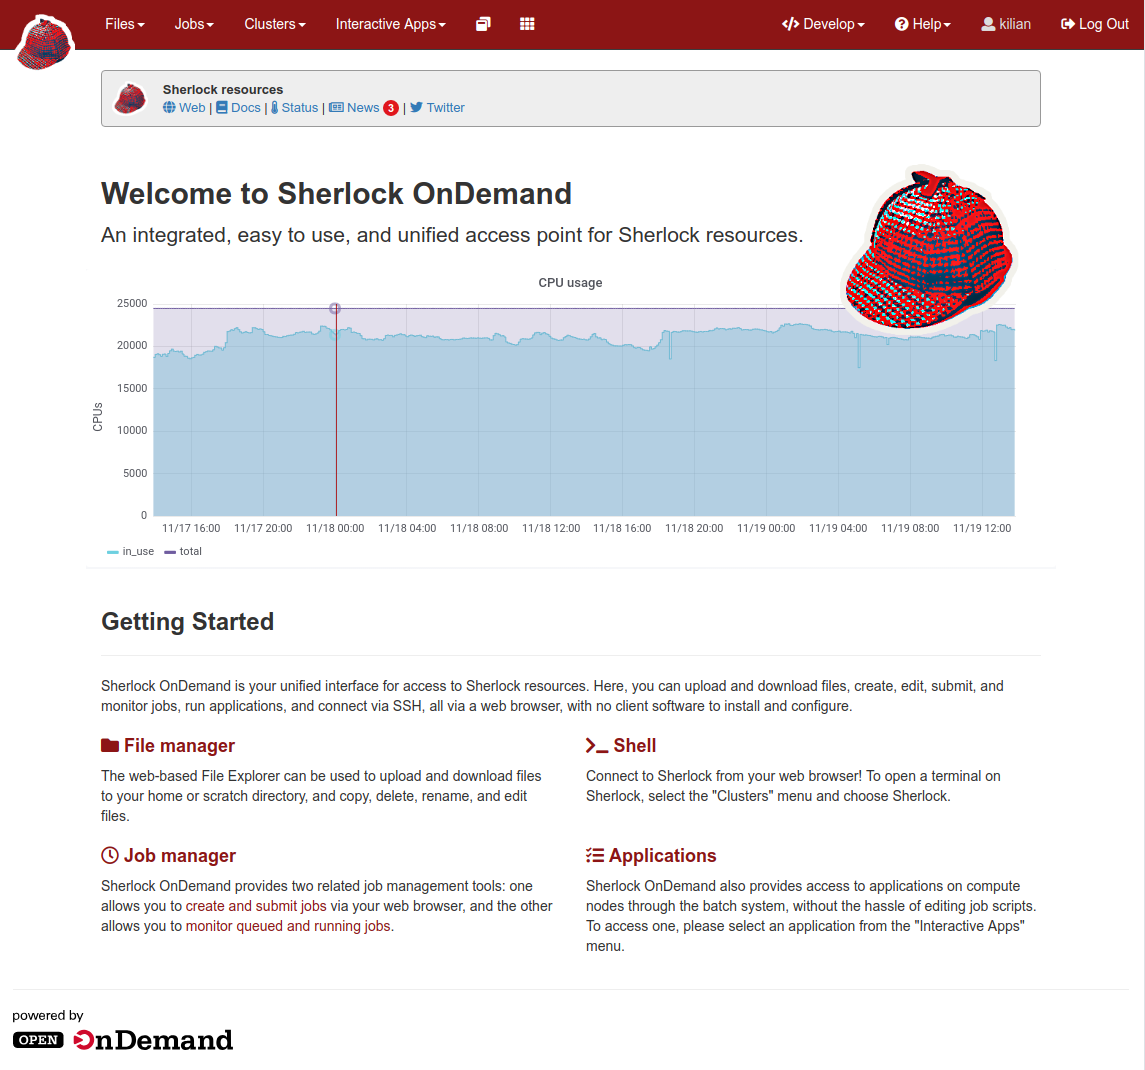 Files Jobs Clusters Interactive Apps Develop Help kilian Log Out
Sherlock resources
Web | Docs | Status | News 3 | Twitter
Welcome to Sherlock OnDemand
An integrated, easy to use, and unified access point for Sherlock resources.
CPU usage
25000
20000
15000
10000
5000
0
CPUs
11/17 16:00 11/17 20:00 11/18 00:00 11/18 04:00 11/18 08:00 11/18 12:00 11/18 16:00 11/18 20:00 11/19 00:00 11/19 04:00 11/19 08:00 11/19 12:00
in_use total
Getting Started
Sherlock OnDemand is your unified interface for access to Sherlock resources. Here, you can upload and download files, create, edit, submit, and
monitor jobs, run applications, and connect via SSH, all via a web browser, with no client software to install and configure.
File manager
The web-based File Explorer can be used to upload and download files
to your home or scratch directory, and copy, delete, rename, and edit
files.
Shell
Connect to Sherlock from your web browser! To open a terminal on
Sherlock, select the "Clusters" menu and choose Sherlock.
Job manager
Sherlock OnDemand provides two related job management tools: one
allows you to create and submit jobs via your web browser, and the other
allows you to monitor queued and running jobs.
Applications
Sherlock OnDemand also provides access to applications on compute
nodes through the batch system, without the hassle of editing job scripts.
To access one, please select an application from the "Interactive Apps"
menu.
powered by
OPEN OnDemand